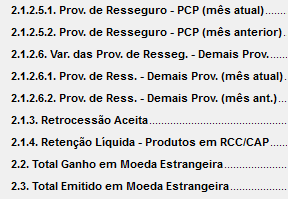 2.1.2.5.1. Prov. de Resseguro - PCP (mês atual).......
2.1.2.5.2. Prov. de Resseguro - PCP (mês anterior).
2.1.2.6. Var. das Prov. de Resseg. - Demais Prov......
2.1.2.6.1. Prov. de Ress. - Demais Prov. (mês atual).
2.1.2.6.2. Prov. de Ress. - Demais Prov. (mês ant.)...
2.1.3. Retrocessão Aceita.............................................
2.1.4. Retenção Líquida - Produtos em RCC/CAP......
2.2. Total Ganho em Moeda Estrangeira.....................
2.3. Total Emitido em Moeda Estrangeira...................